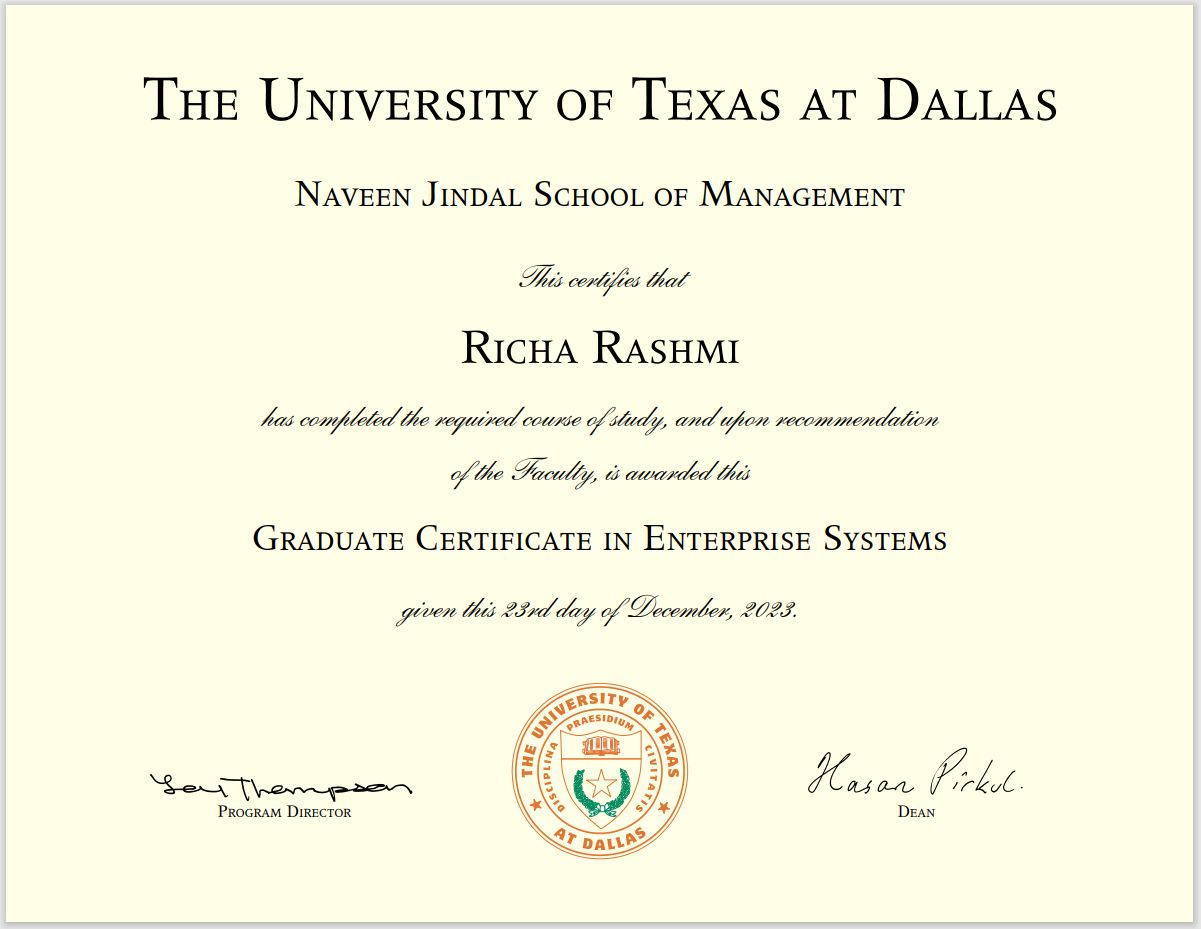 The University of Texas at Dallas
Naveen Jindal School of Management
This certifies that
Richa Rashmi
has completed the required course of study, and upon recommendation
of the Faculty, is awarded this
Graduate Certificate in Enterprise Systems
given this 23rd day of December, 2023.
THE UNIVERSITY OF TEXAS
AT DALLAS
DISCIPLINA PRAESIDIUM CIVITATIS
Thompson
Program Director
Hasan Pirkul.
Dean